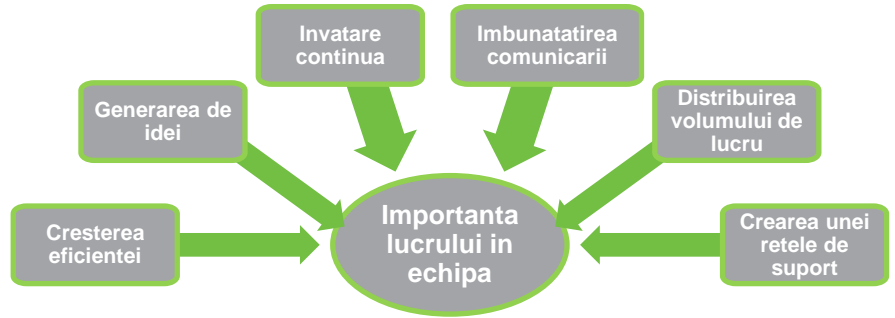 Invatare
continua
Imbunatatirea
comunicarii
Generarea de
idei
Distribuirea
volumului de
lucru
Cresterea
eficientei
Importanta
lucrului in
echipa
Crearea unei
retele de
suport